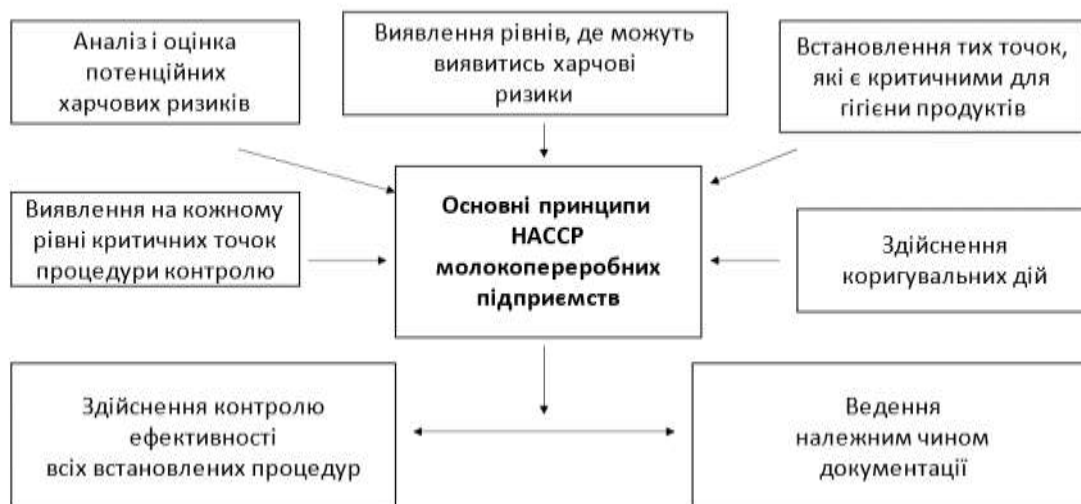 Аналіз і оцінка
потенційних
харчових ризиків
Виявлення рівнів, де можуть
виявитись харчові
ризики
Встановлення тих точок,
які є критичними для
гігієни продуктів
Виявлення на кожному
рівні критичних точок
процедури контролю
Основні принципи
НАССР
молокопереробних
підприємств
Здійснення
коригувальних дій
Здійснення контролю
ефективності
всіх встановлених процедур
Ведення
належним чином
документації